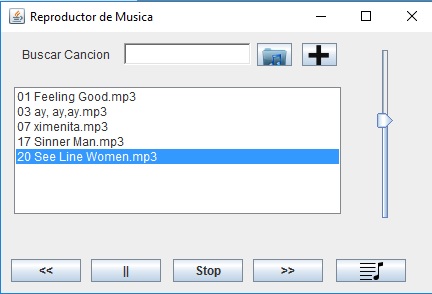 Reproductor de Musica
Buscar Cancion
01 Feeling Good.mp3
03 ay, ay,ay.mp3
07 ximenita.mp3
17 Sinner Man.mp3
20 See Line Women.mp3
<< || Stop >>